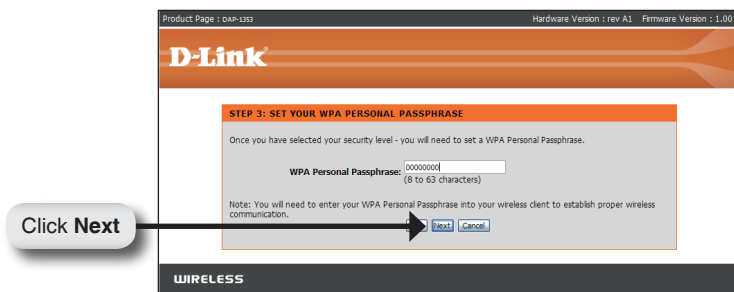 Product Page : DAP-1353 Hardware Version : rev A1 Firmware Version : 1.00
D-Link
STEP 3: SET YOUR WPA PERSONAL PASSPHRASE
Once you have selected your security level - you will need to set a WPA Personal Passphrase.
WPA Personal Passphrase: 00000000
(8 to 63 characters)
Note: You will need to enter your WPA Personal Passphrase into your wireless client to establish proper wireless
communication.
Click Next
Next Cancel
WIRELESS